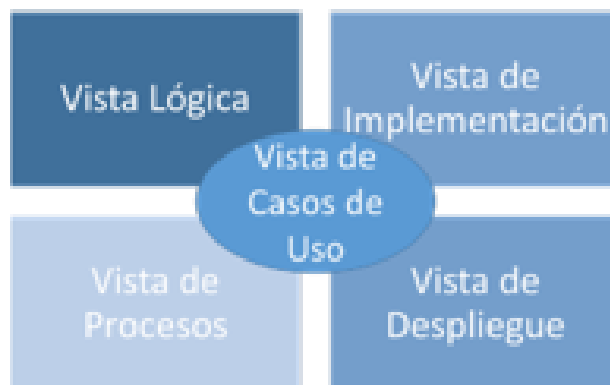 Vista Lógica
Vista de
Implementación
Vista de
Casos de
Uso
Vista de
Procesos
Vista de
Despliegue